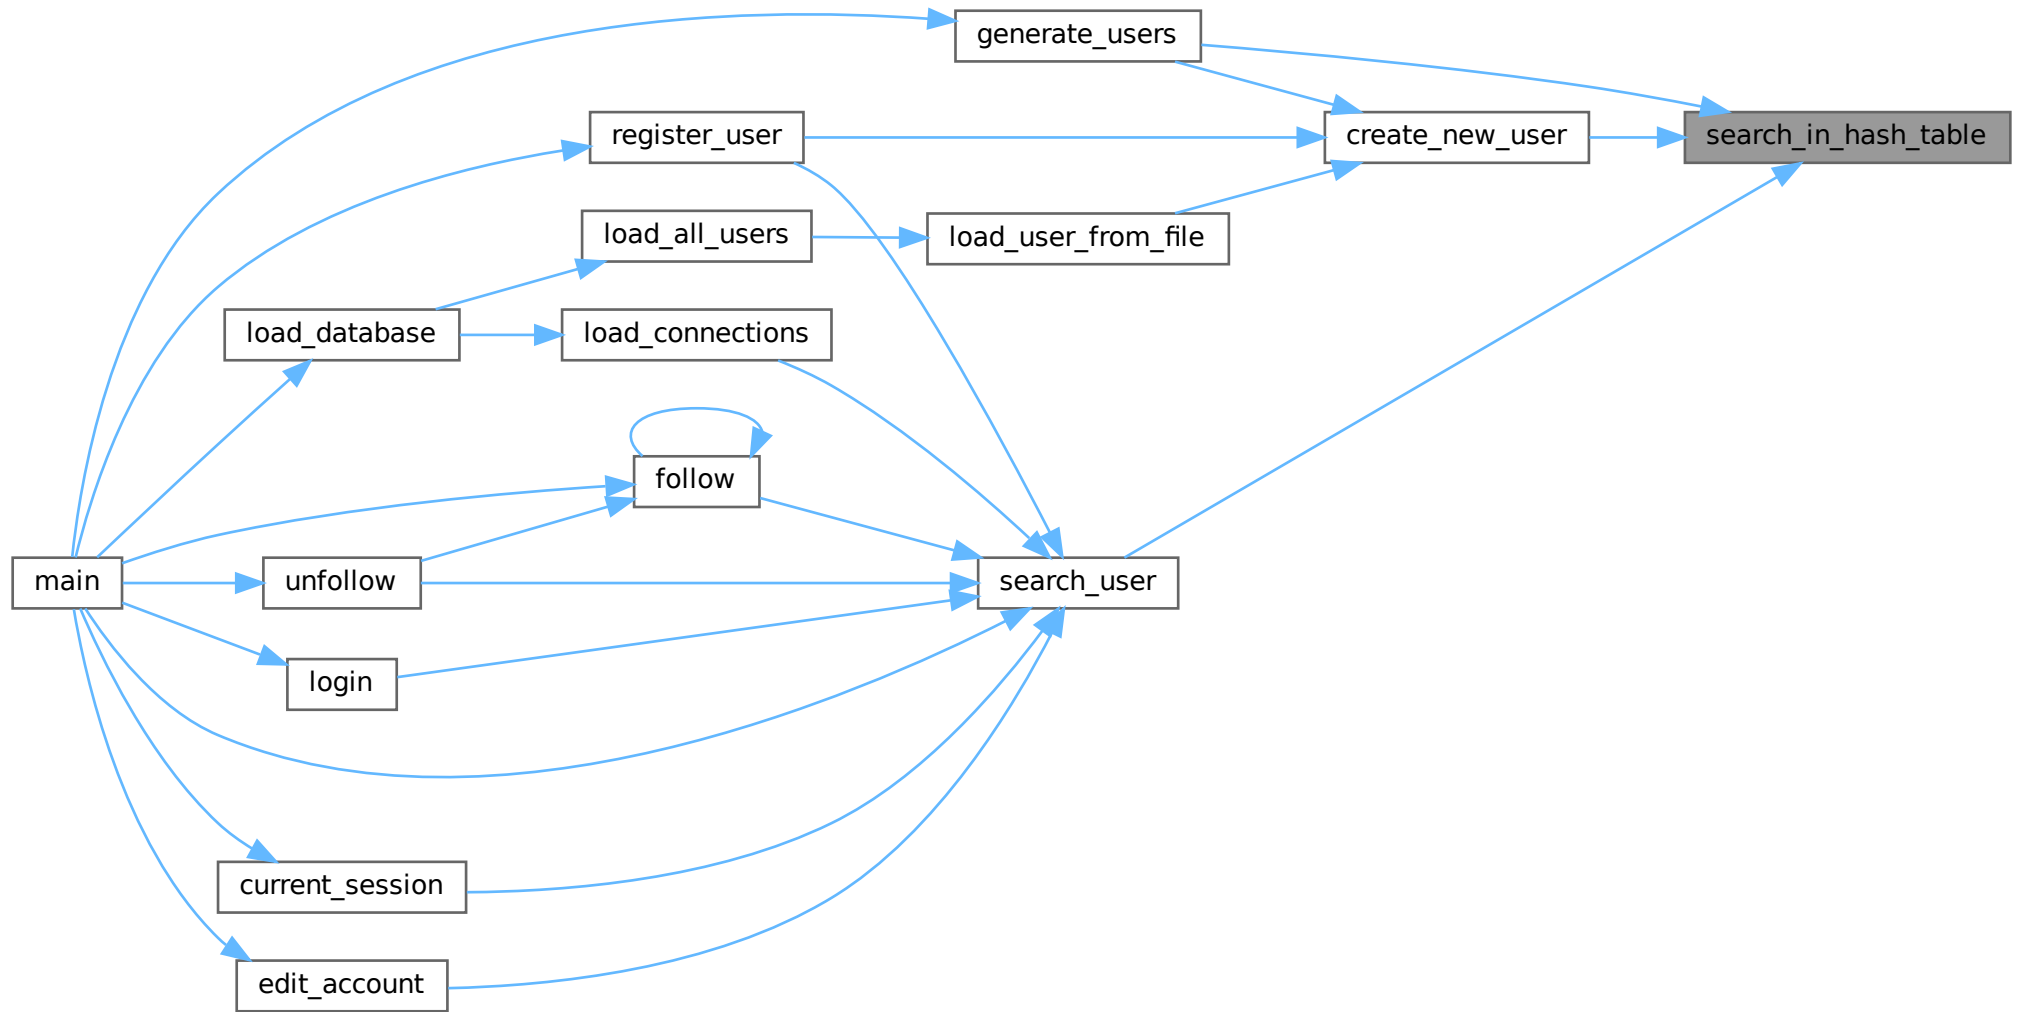 generate_users
register_user
create_new_user
search_in_hash_table
load_all_users
load_user_from_file
load_database
load_connections
follow
main
unfollow
search_user
login
current_session
edit_account